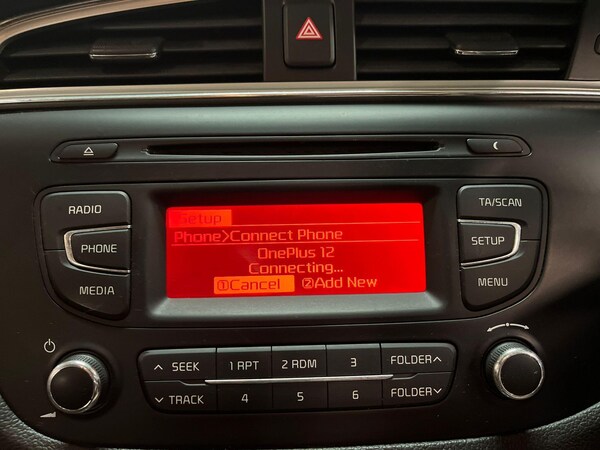 RADIO
PHONE
MEDIA
Setup
Phone>Connect Phone
OnePlus 12
Connecting...
①Cancel ②Add New
TA/SCAN
SETUP
MENU
SEEK 1 RPT 2 RDM 3 FOLDER
TRACK 4 5 6 FOLDER